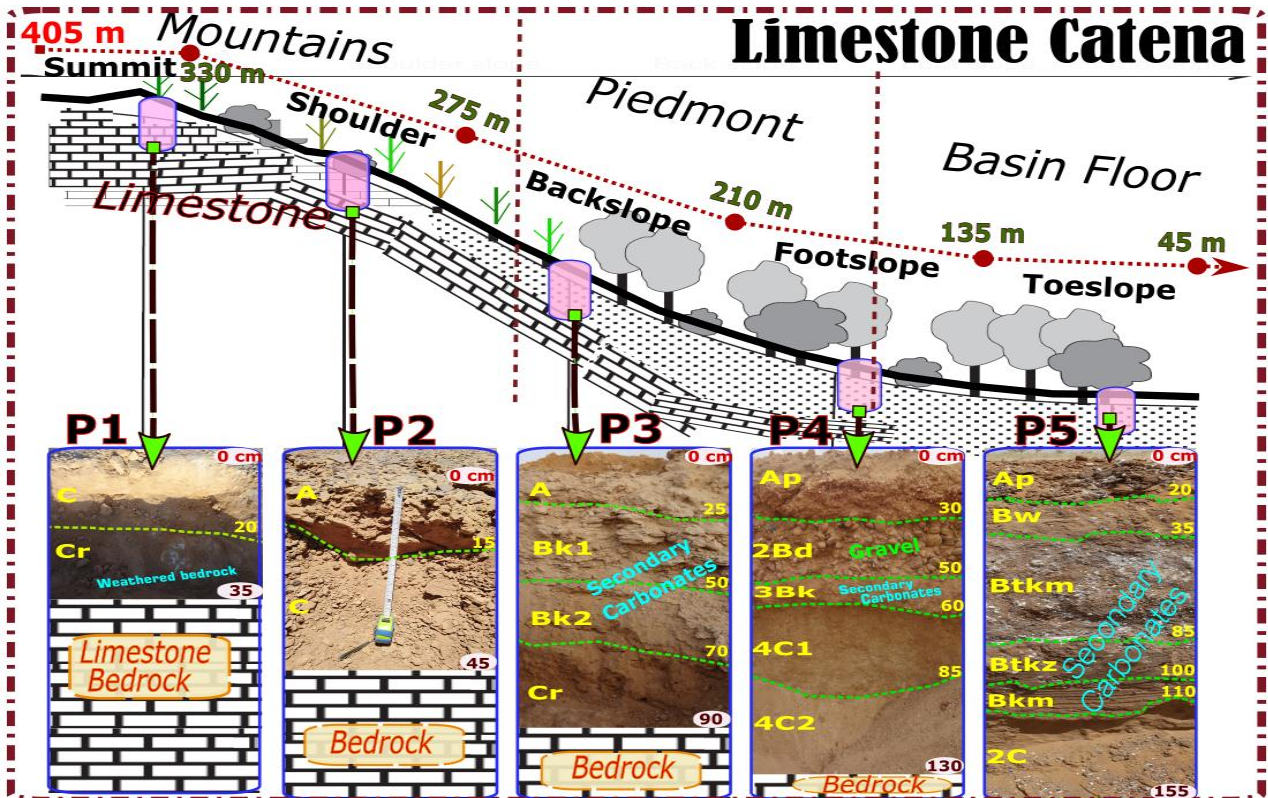 Limestone Catena
405 m
Mountains
Summit
330 m
Shoulder
275 m
Piedmont
Backslope
210 m
Basin Floor
Footslope
135 m
Toeslope
45 m
Limestone
P1
0 cm
C
20
Cr
Weathered bedrock
35
Limestone
Bedrock
P2
0 cm
A
15
C
45
Bedrock
P3
0 cm
A
25
Bk1
Secondary
Carbonates
50
Bk2
70
Cr
90
Bedrock
P4
0 cm
Ap
30
2Bd
Gravel
50
3Bk
Secondary
Carbonates
60
4C1
85
4C2
130
Bedrock
P5
0 cm
Ap
20
Bw
35
Btkm
Secondary
Carbonates
85
Btkz
100
Bkm
110
2C
155